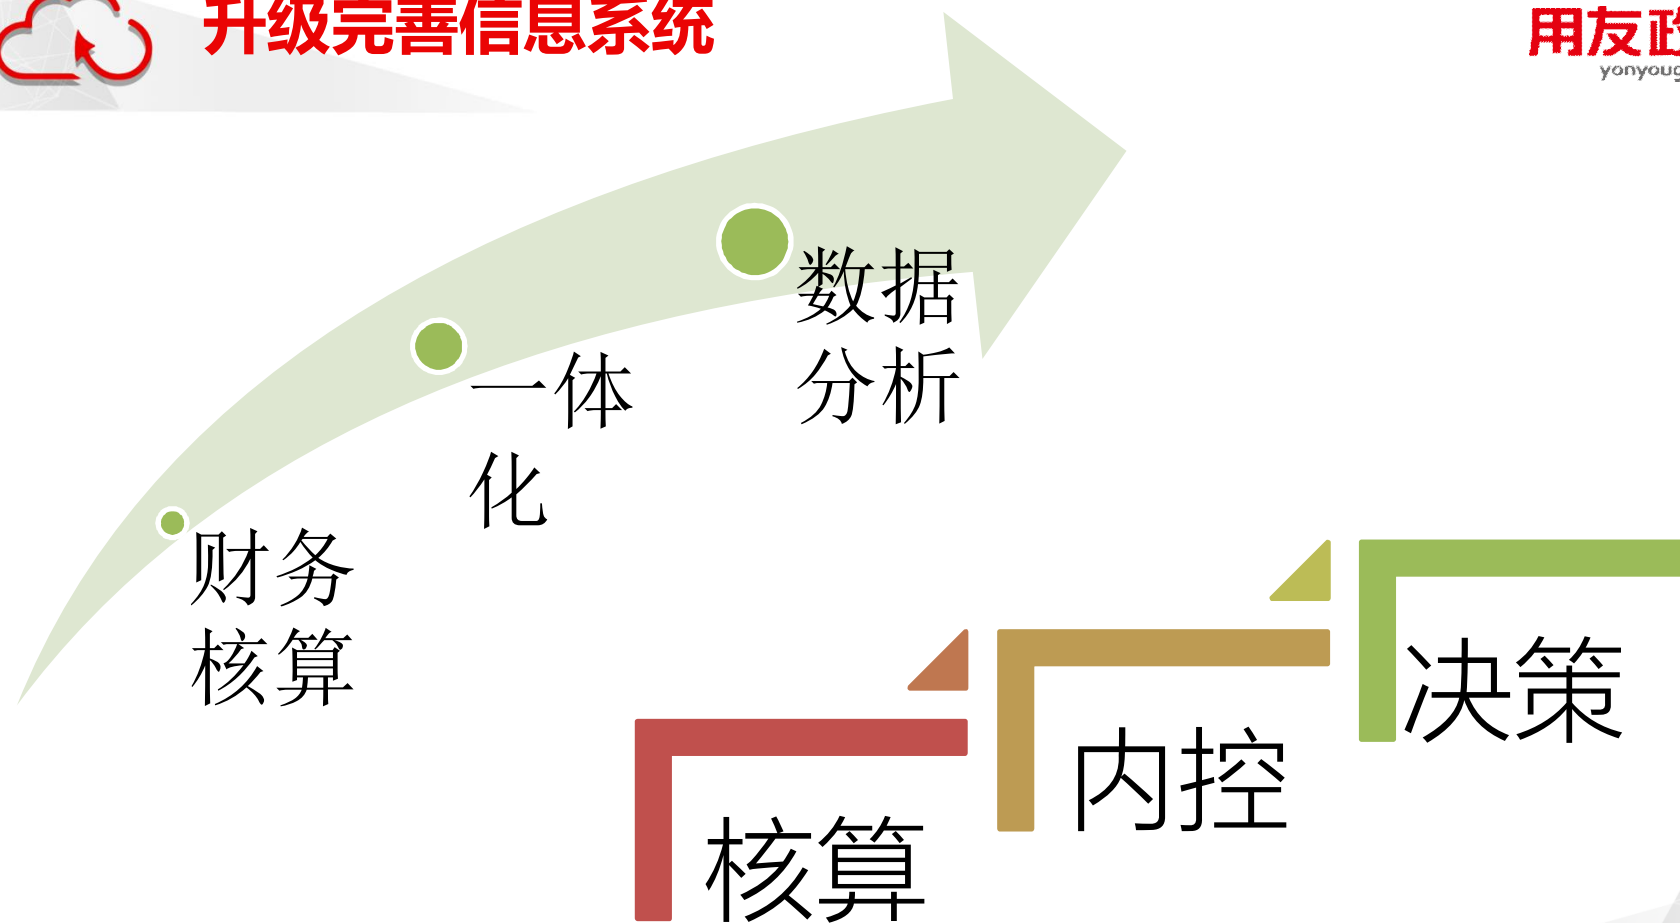 升级完善信息系统
用友政
yonyoug
数据
分析
一体
化
财务
核算
决策
内控
核算